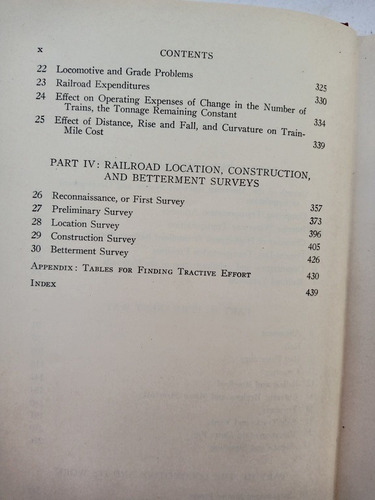 x CONTENTS
22 Locomotive and Grade Problems 325
23 Railroad Expenditures 330
24 Effect on Operating Expenses of Change in the Number of
Trains, the Tonnage Remaining Constant 334
25 Effect of Distance, Rise and Fall, and Curvature on Train-
Mile Cost 339
PART IV: RAILROAD LOCATION, CONSTRUCTION,
AND BETTERMENT SURVEYS
26 Reconnaissance, or First Survey 357
27 Preliminary Survey 373
28 Location Survey 396
29 Construction Survey 405
30 Betterment Survey 426
APPENDIX: TABLES FOR FINDING TRACTIVE EFFORT 430
INDEX 439